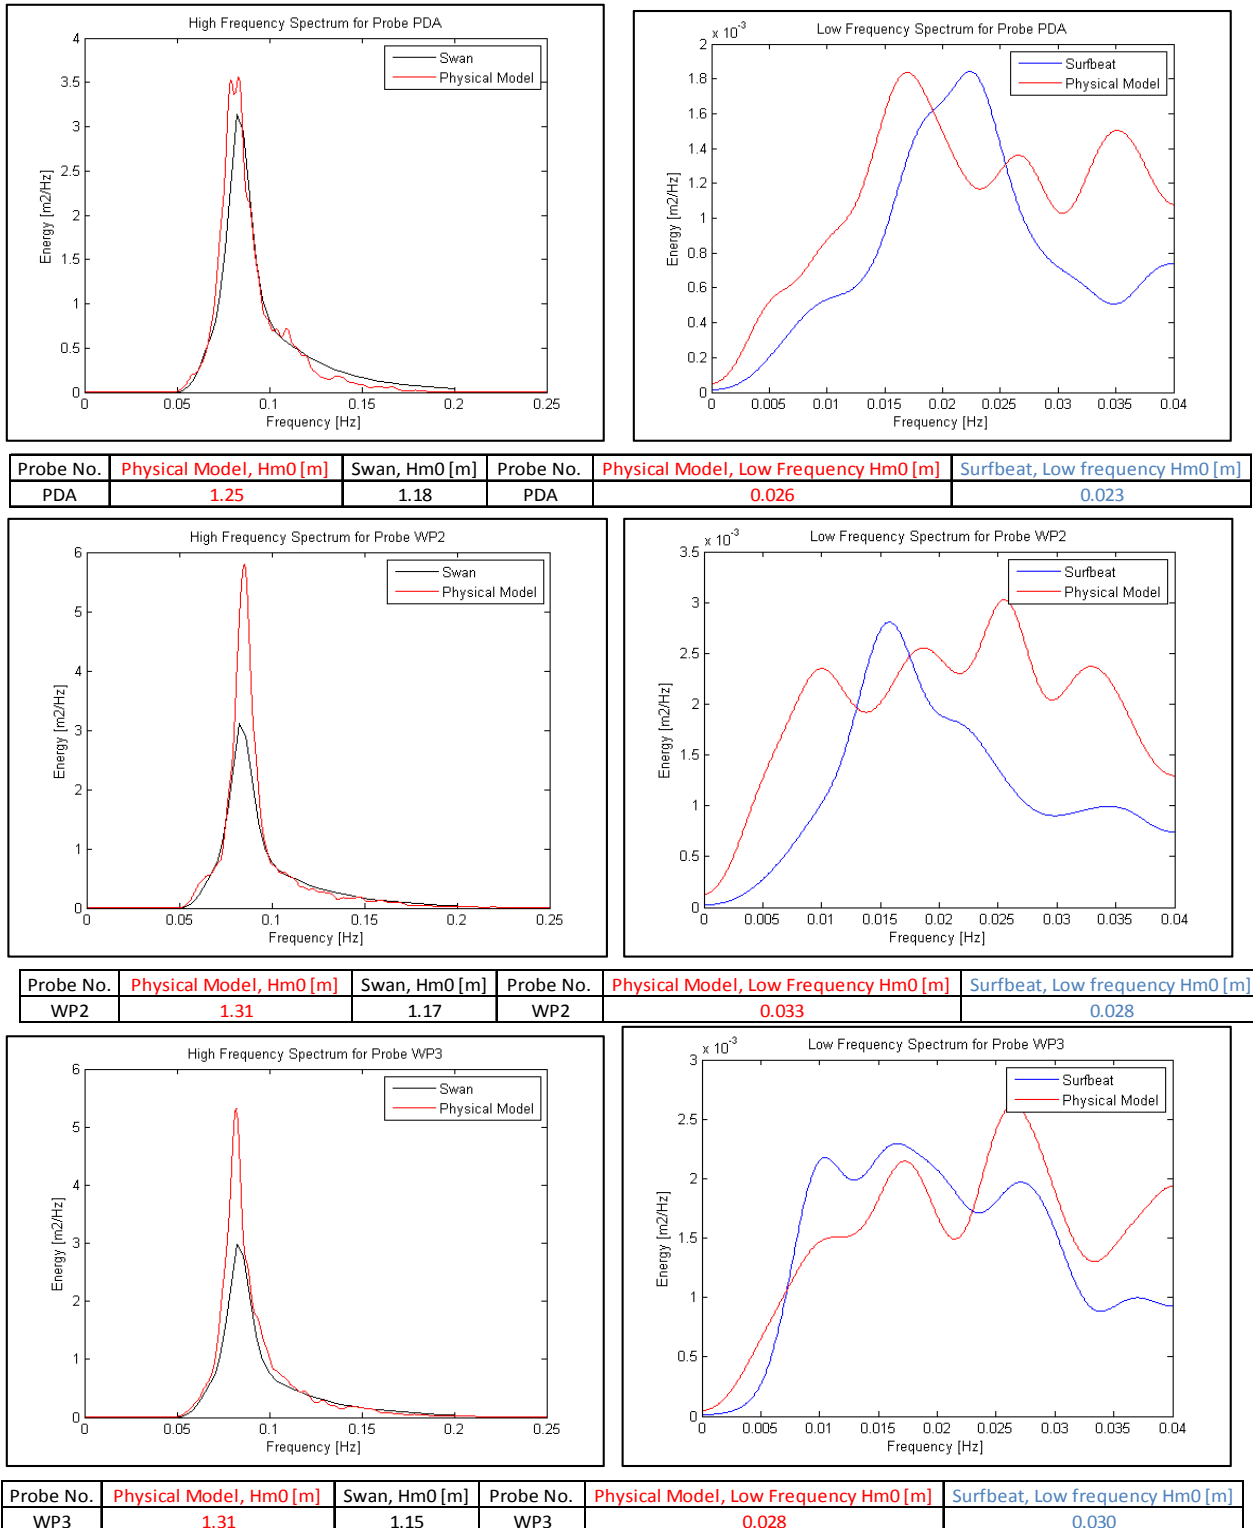 High Frequency Spectrum for Probe PDA
4
3.5
3
2.5
2
1.5
1
0.5
0
Energy [m2/Hz]
Swan
Physical Model
0 0.05 0.1 0.15 0.2 0.25
Frequency [Hz]
Low Frequency Spectrum for Probe PDA
x 10-3
2
1.8
1.6
1.4
1.2
1
0.8
0.6
0.4
0.2
0
Energy [m2/Hz]
Surfbeat
Physical Model
0 0.005 0.01 0.015 0.02 0.025 0.03 0.035 0.04
Frequency [Hz]
Probe No. Physical Model, Hm0 [m] Swan, Hm0 [m] Probe No. Physical Model, Low Frequency Hm0 [m] Surfbeat, Low frequency Hm0 [m]
PDA 1.25 1.18 PDA 0.026 0.023
High Frequency Spectrum for Probe WP2
6
5
4
3
2
1
0
Energy [m2/Hz]
Swan
Physical Model
0 0.05 0.1 0.15 0.2 0.25
Frequency [Hz]
Low Frequency Spectrum for Probe WP2
x 10-3
3.5
3
2.5
2
1.5
1
0.5
0
Energy [m2/Hz]
Surfbeat
Physical Model
0 0.005 0.01 0.015 0.02 0.025 0.03 0.035 0.04
Frequency [Hz]
Probe No. Physical Model, Hm0 [m] Swan, Hm0 [m] Probe No. Physical Model, Low Frequency Hm0 [m] Surfbeat, Low frequency Hm0 [m]
WP2 1.31 1.17 WP2 0.033 0.028
High Frequency Spectrum for Probe WP3
6
5
4
3
2
1
0
Energy [m2/Hz]
Swan
Physical Model
0 0.05 0.1 0.15 0.2 0.25
Frequency [Hz]
Low Frequency Spectrum for Probe WP3
x 10-3
3
2.5
2
1.5
1
0.5
0
Energy [m2/Hz]
Surfbeat
Physical Model
0 0.005 0.01 0.015 0.02 0.025 0.03 0.035 0.04
Frequency [Hz]
Probe No. Physical Model, Hm0 [m] Swan, Hm0 [m] Probe No. Physical Model, Low Frequency Hm0 [m] Surfbeat, Low frequency Hm0 [m]
WP3 1.31 1.15 WP3 0.028 0.030